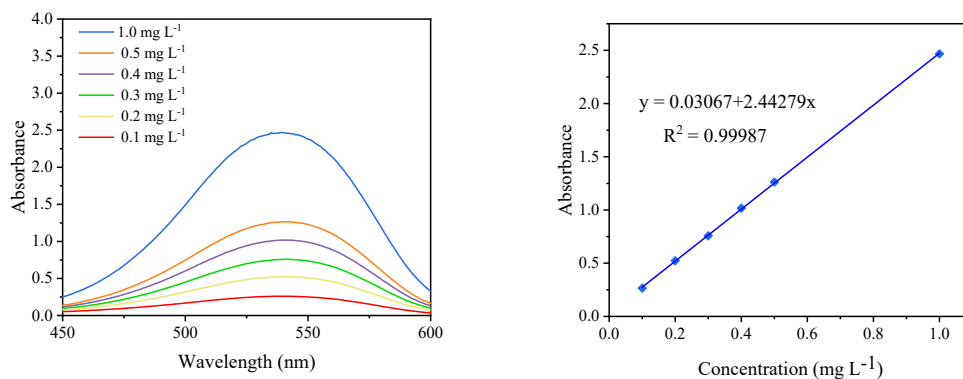 4.0
3.5
3.0
2.5
2.0
1.5
1.0
0.5
0.0
Absorbance
1.0 mg L⁻¹
0.5 mg L⁻¹
0.4 mg L⁻¹
0.3 mg L⁻¹
0.2 mg L⁻¹
0.1 mg L⁻¹
450 500 550 600
Wavelength (nm)
2.5
2.0
1.5
1.0
0.5
0.0
Absorbance
y = 0.03067+2.44279x
R² = 0.99987
0.0 0.2 0.4 0.6 0.8 1.0
Concentration (mg L⁻¹)